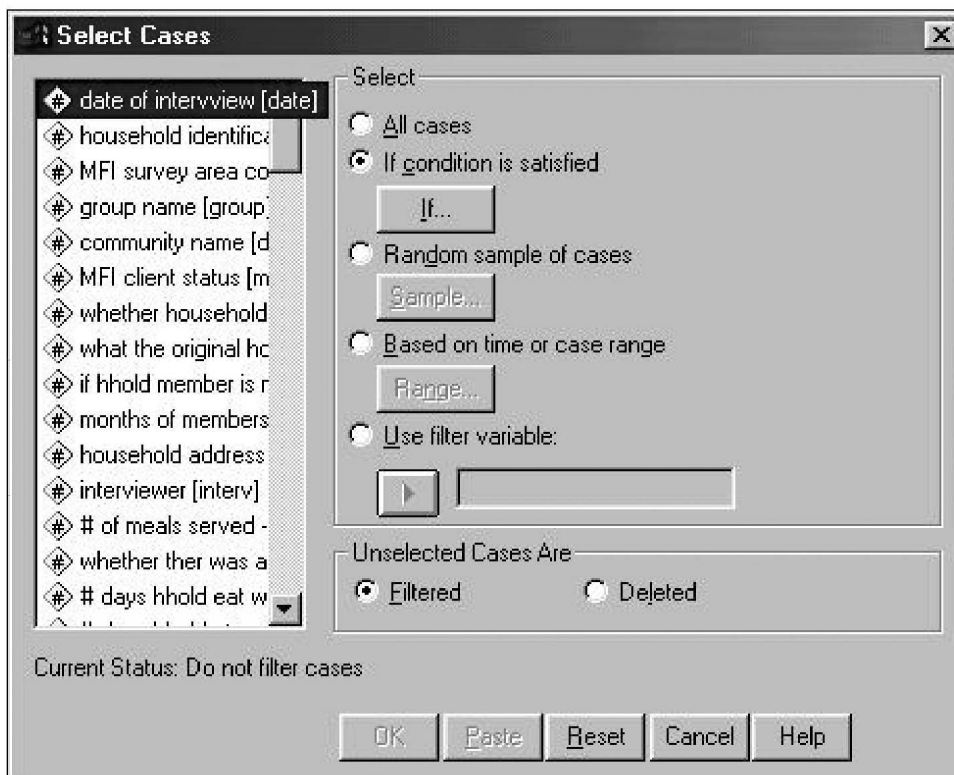 Select Cases
date of intervview [date]
household identifica
MFI survey area co
group name [group]
community name [d
MFI client status [m
whether household
what the original ho
if hhold member is r
months of members
household address
interviewer [interv]
# of meals served -
whether ther was a
# days hhold eat w
Select
All cases
If condition is satisfied
If...
Random sample of cases
Sample...
Based on time or case range
Range...
Use filter variable:
Unselected Cases Are
Filtered
Deleted
Current Status: Do not filter cases
OK
Paste
Reset
Cancel
Help